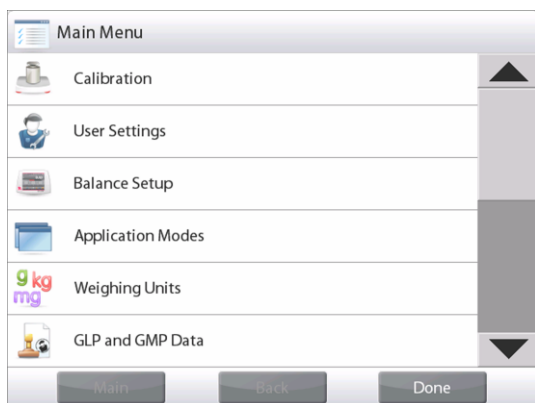 Main Menu
Calibration
User Settings
Balance Setup
Application Modes
g kg
mg
Weighing Units
GLP and GMP Data
Main Back Done